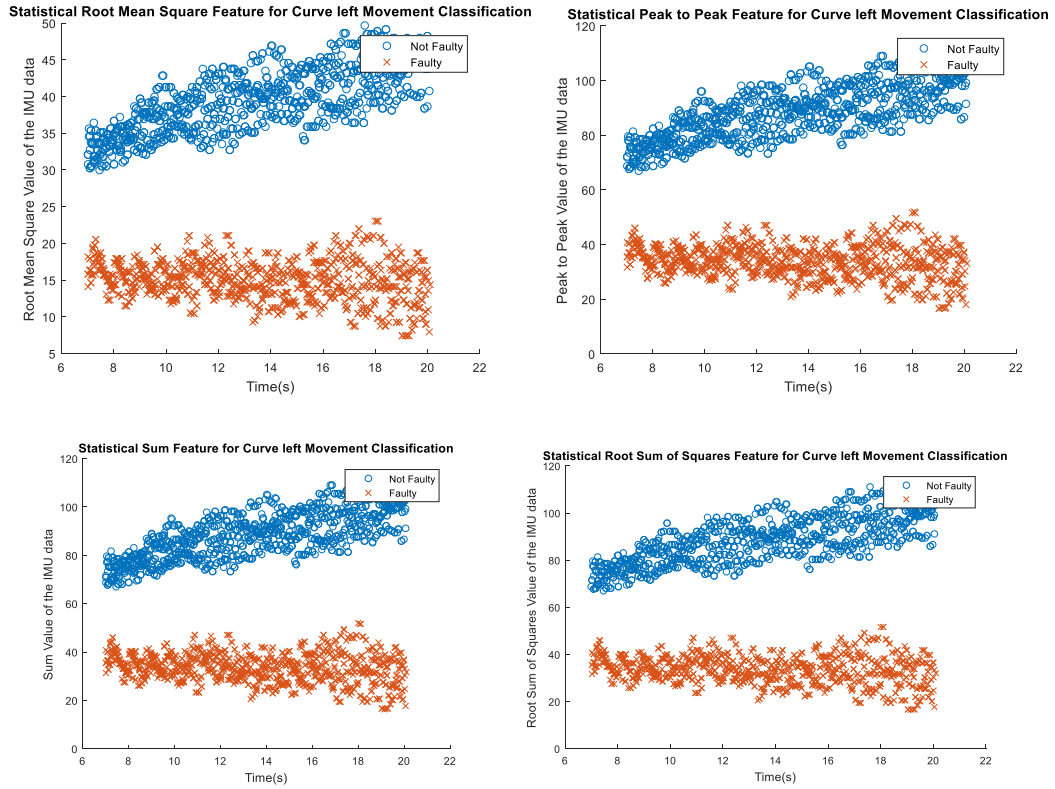 Statistical Root Mean Square Feature for Curve left Movement Classification
50
45
40
35
30
25
20
15
10
5
Root Mean Square Value of the IMU data
Not Faulty
Faulty
6 8 10 12 14 16 18 20 22
Time(s)
Statistical Peak to Peak Feature for Curve left Movement Classification
120
100
80
60
40
20
0
Peak to Peak Value of the IMU data
Not Faulty
Faulty
6 8 10 12 14 16 18 20 22
Time(s)
Statistical Sum Feature for Curve left Movement Classification
120
100
80
60
40
20
0
Sum Value of the IMU data
Not Faulty
Faulty
6 8 10 12 14 16 18 20 22
Time(s)
Statistical Root Sum of Squares Feature for Curve left Movement Classification
120
100
80
60
40
20
0
Root Sum of Squares Value of the IMU data
Not Faulty
Faulty
6 8 10 12 14 16 18 20 22
Time(s)